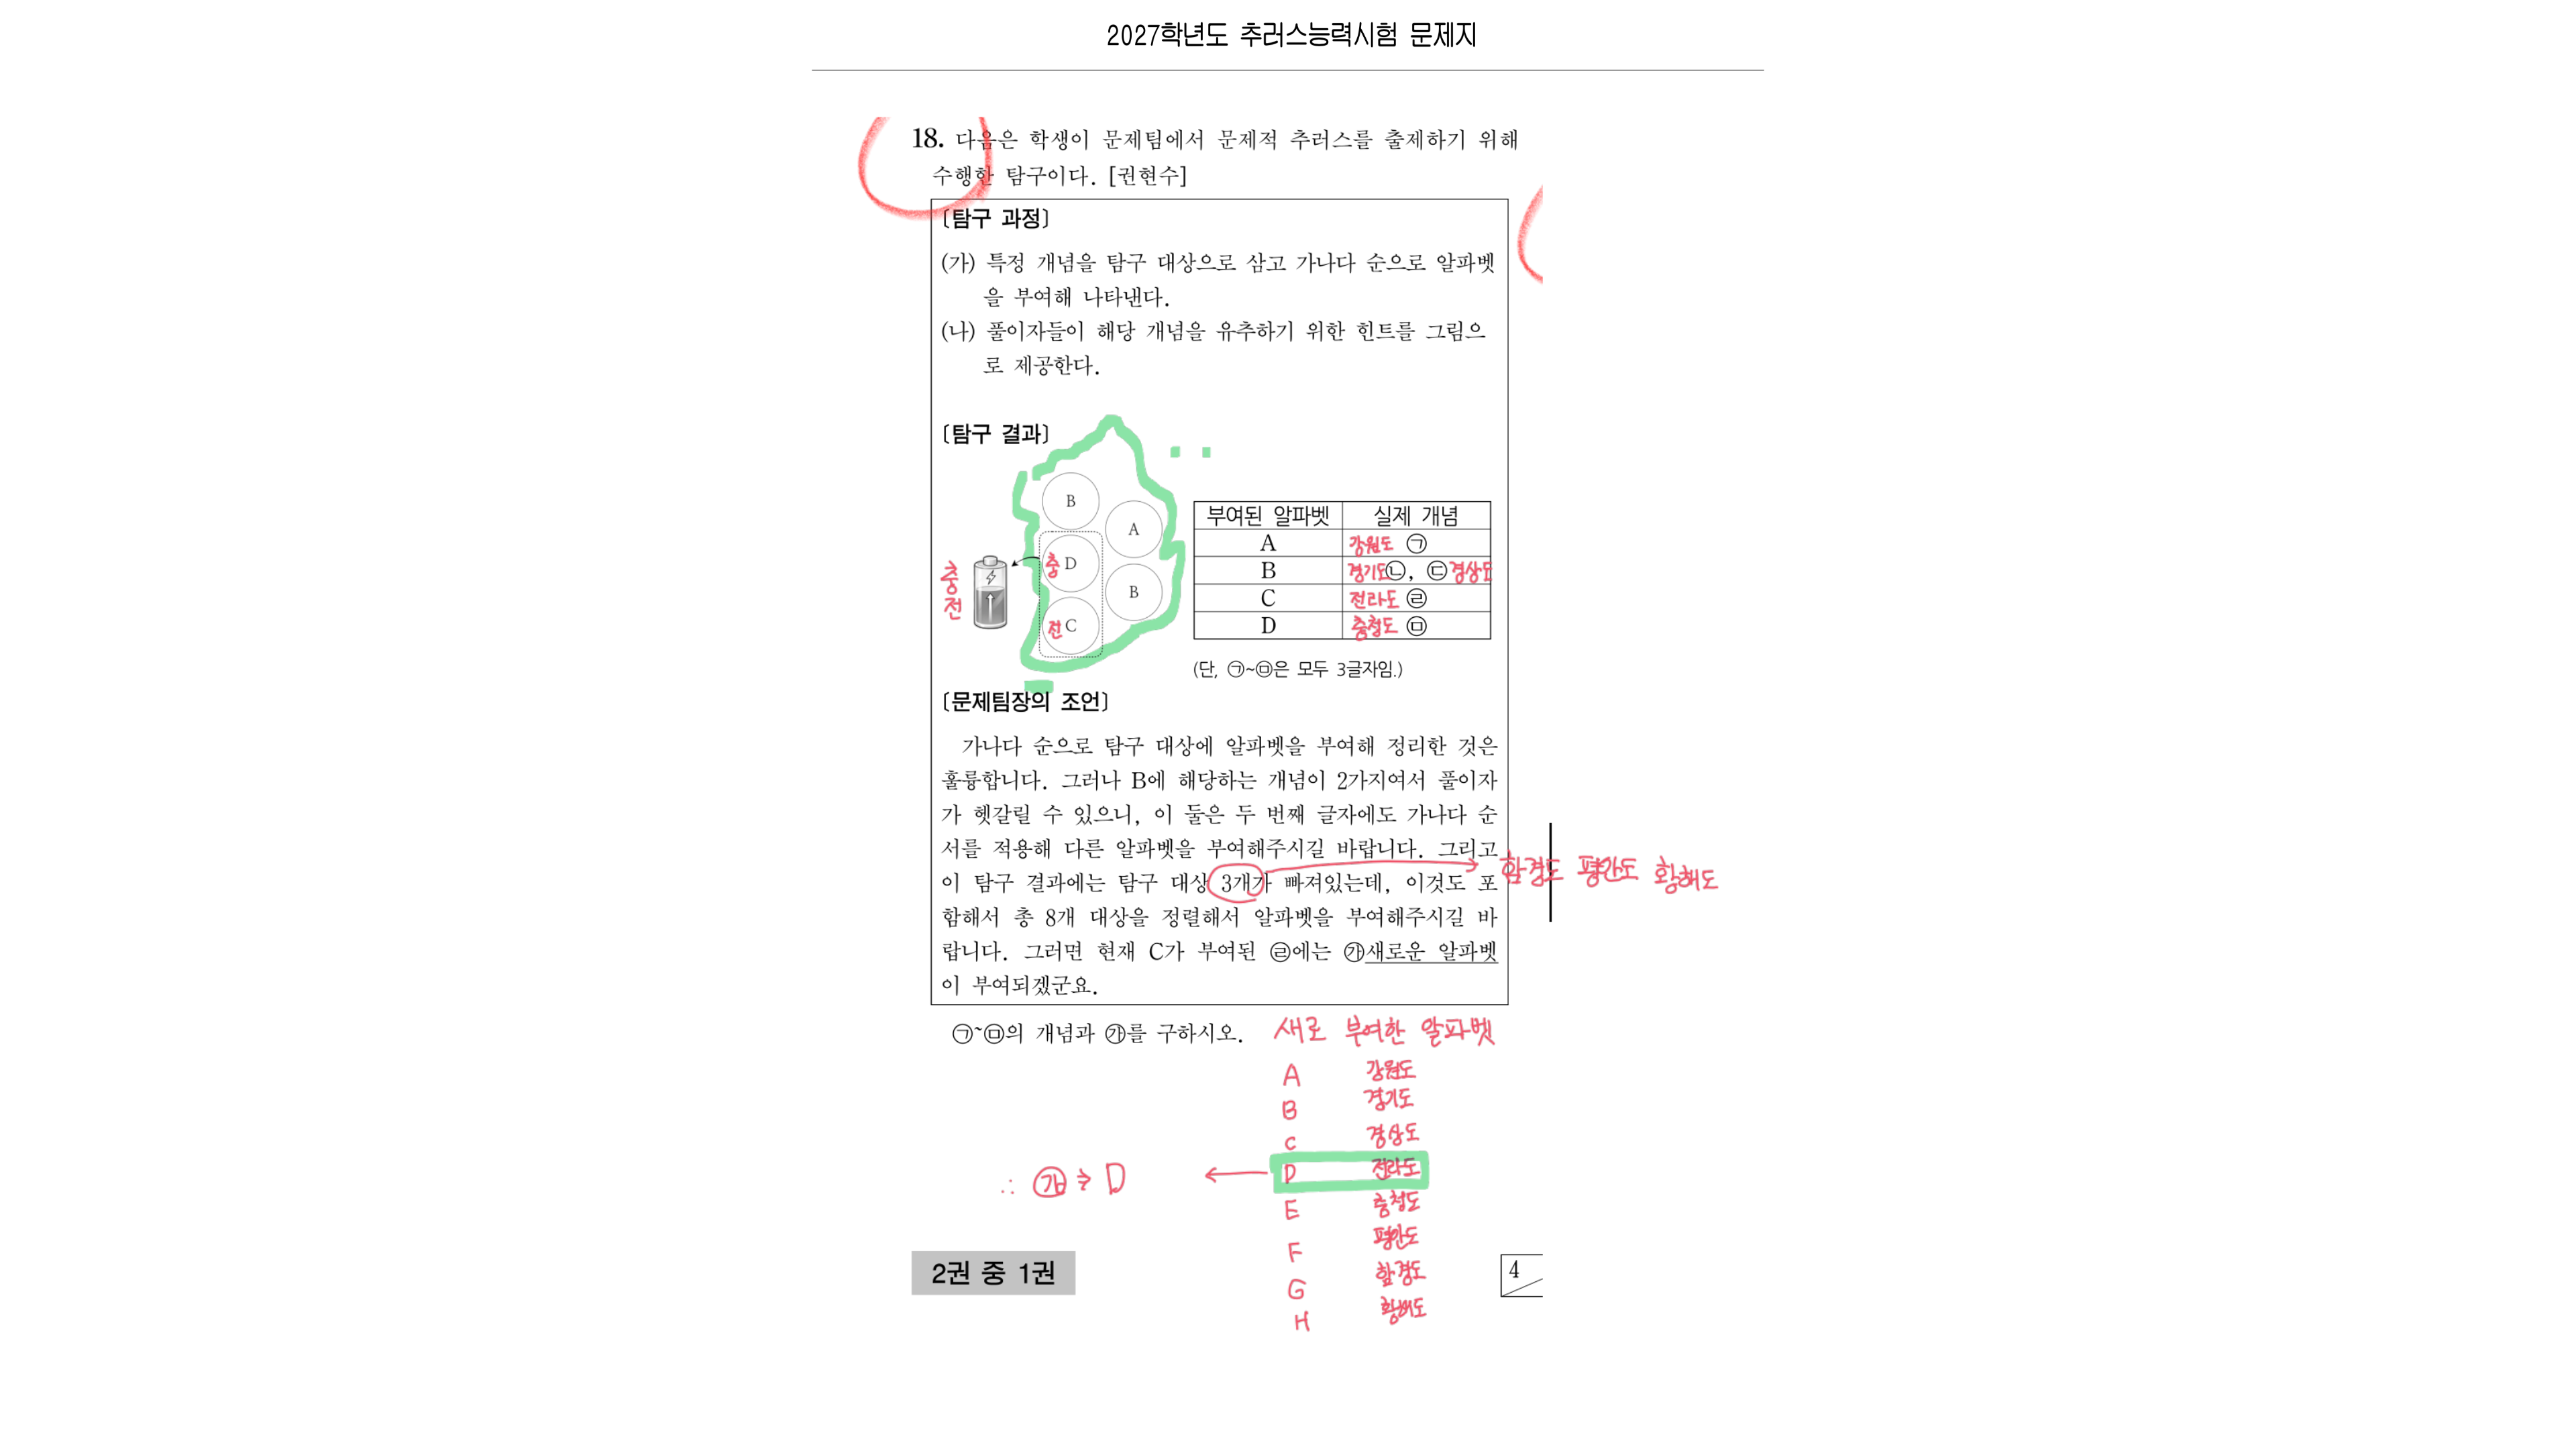 2027학년도 추러스능력시험 문제지
18. 다음은 학생이 문제팀에서 문제적 추러스를 출제하기 위해
수행한 탐구이다. [권현수]
〔탐구 과정〕
(가) 특정 개념을 탐구 대상으로 삼고 가나다 순으로 알파벳
을 부여해 나타낸다.
(나) 풀이자들이 해당 개념을 유추하기 위한 힌트를 그림으
로 제공한다.
〔탐구 결과〕
B
A
충 D
B
전 C
충
전
부여된 알파벳 실제 개념
A 강원도 ㉠
B 경기도㉡, ㉢경상도
C 전라도 ㉣
D 충청도 ㉤
(단, ㉠~㉤은 모두 3글자임.)
〔문제팀장의 조언〕
가나다 순으로 탐구 대상에 알파벳을 부여해 정리한 것은
훌륭합니다. 그러나 B에 해당하는 개념이 2가지여서 풀이자
가 헷갈릴 수 있으니, 이 둘은 두 번째 글자에도 가나다 순
서를 적용해 다른 알파벳을 부여해주시길 바랍니다. 그리고
이 탐구 결과에는 탐구 대상 3개가 빠져있는데, 이것도 포
함경도 평안도 황해도
함해서 총 8개 대상을 정렬해서 알파벳을 부여해주시길 바
랍니다. 그러면 현재 C가 부여된 ㉣에는 ㉮새로운 알파벳
이 부여되겠군요.
㉠~㉤의 개념과 ㉮를 구하시오.
새로 부여한 알파벳
A 강원도
B 경기도
C 경상도
D 전라도
∴ ㉮ ⇒ D
E 충청도
F 평안도
G 함경도
H 황해도
2권 중 1권
4